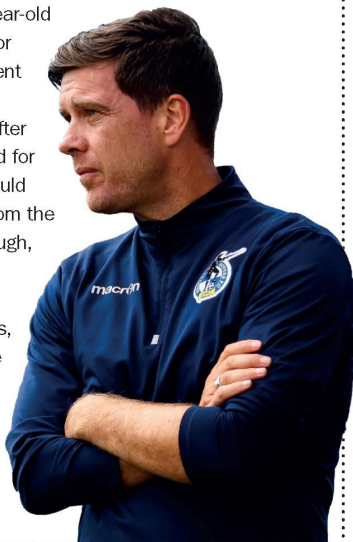 ear-old
or
ent
fter
d for
uld
om the
ugh,
s,
e
macron